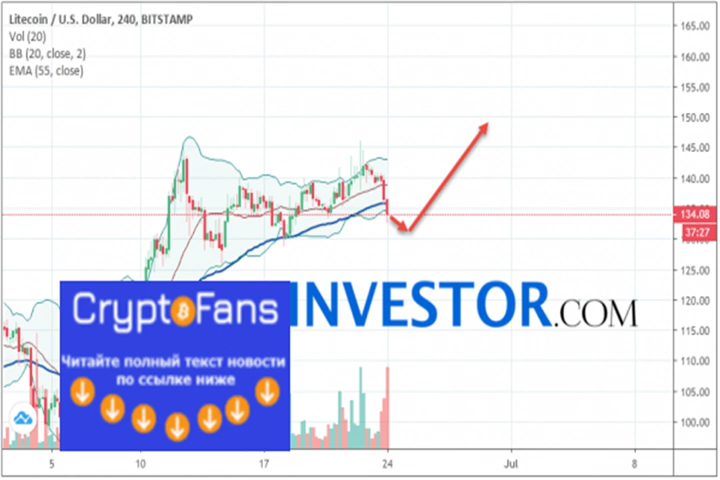 Litecoin / U.S. Dollar, 240, BITSTAMP
Vol (20)
BB (20, close, 2)
EMA (55, close)
165.00
160.00
155.00
150.00
145.00
140.00
134.08
37:27
125.00
120.00
115.00
110.00
105.00
100.00
INVESTOR.COM
CryptoFans
Читайте полный текст новости
по ссылке ниже
5
10
17
24
Jul
8